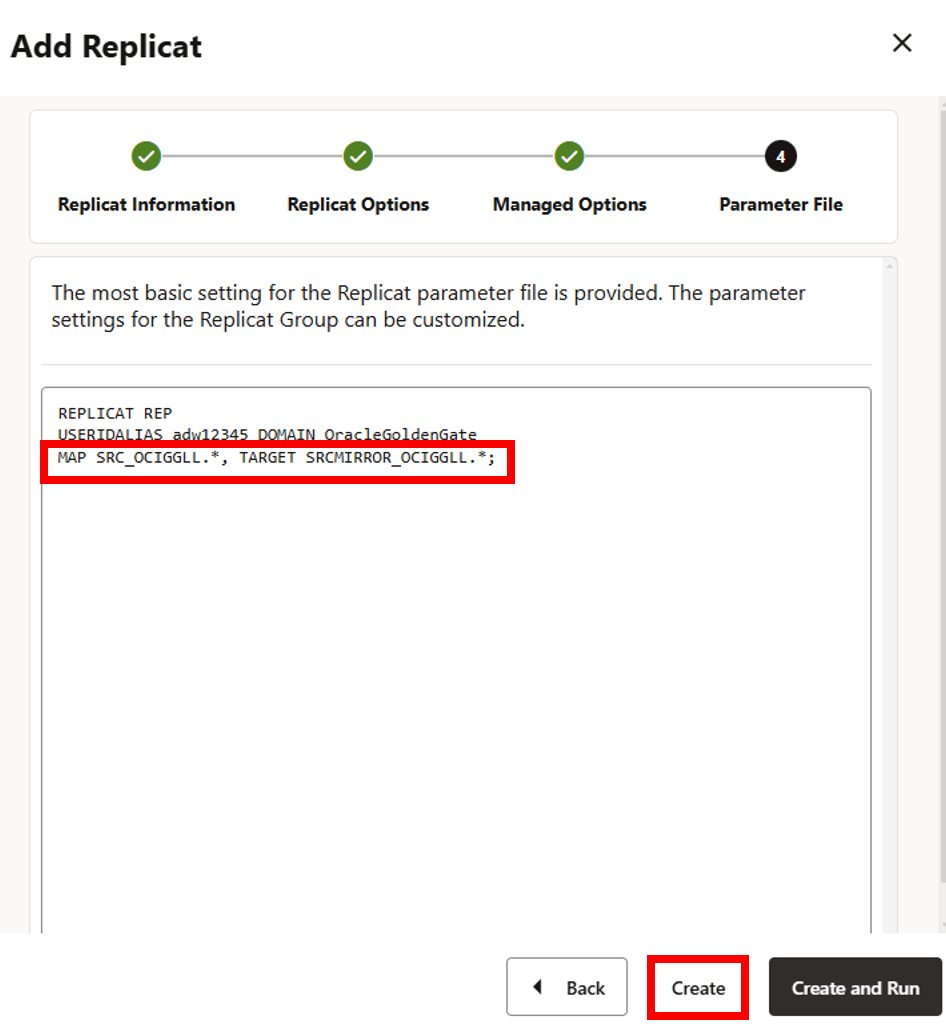 Add Replicat
4
Replicat Information
Replicat Options
Managed Options
Parameter File
The most basic setting for the Replicat parameter file is provided. The parameter
settings for the Replicat Group can be customized.
REPLICAT REP
USERIDALIAS adw12345 DOMAIN OracleGoldenGate
MAP SRC_OCIGGLL.*, TARGET SRCMIRROR_OCIGGLL.*;
Back
Create
Create and Run